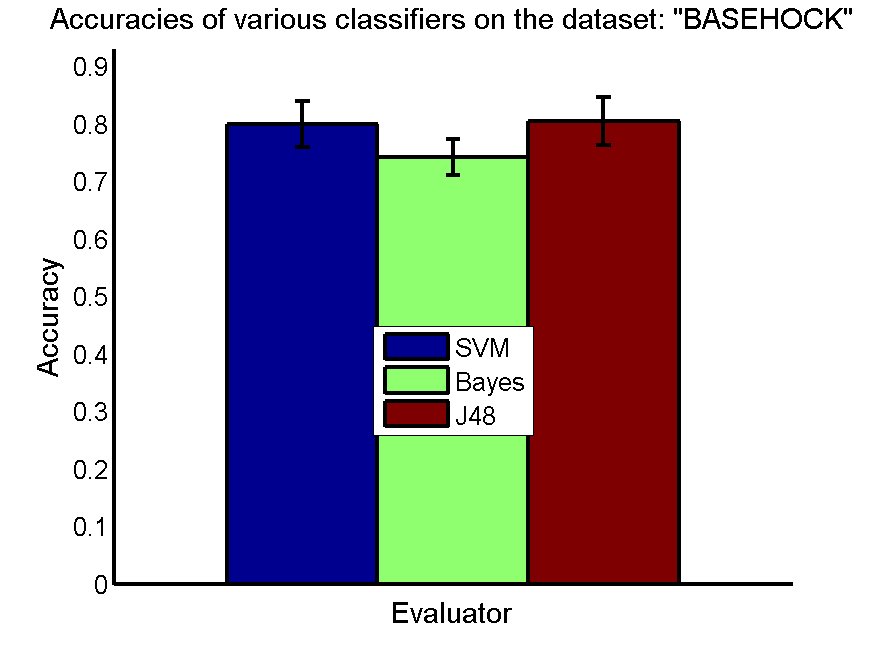 Accuracies of various classifiers on the dataset: "BASEHOCK"
0.9
0.8
0.7
0.6
0.5
0.4
0.3
0.2
0.1
0
Accuracy
SVM
Bayes
J48
Evaluator